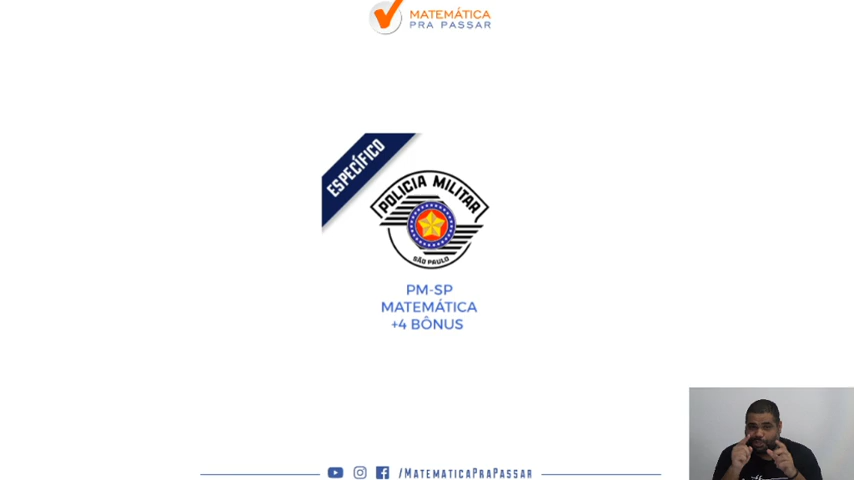 MATEMÁTICA
PRA PASSAR
ESPECÍFICO
POLICIA MILITAR
SÃO PAULO
PM-SP
MATEMÁTICA
+4 BÔNUS
/MATEMATICAPRAPASSAR